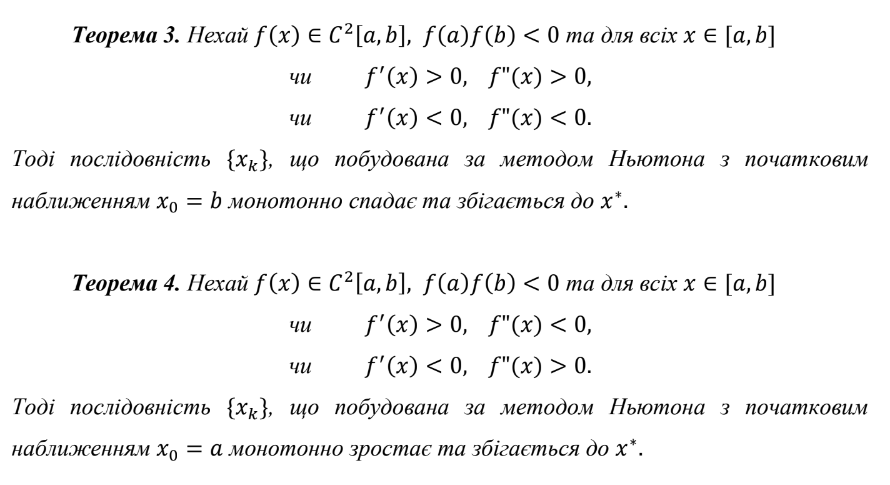 Теорема 3. Нехай f(x) ∈ C²[a, b], f(a)f(b) < 0 та для всіх x ∈ [a, b]
чи f′(x) > 0, f"(x) > 0,
чи f′(x) < 0, f"(x) < 0.
Тоді послідовність {xₖ}, що побудована за методом Ньютона з початковим
наближенням x₀ = b монотонно спадає та збігається до x*.
Теорема 4. Нехай f(x) ∈ C²[a, b], f(a)f(b) < 0 та для всіх x ∈ [a, b]
чи f′(x) > 0, f"(x) < 0,
чи f′(x) < 0, f"(x) > 0.
Тоді послідовність {xₖ}, що побудована за методом Ньютона з початковим
наближенням x₀ = a монотонно зростає та збігається до x*.